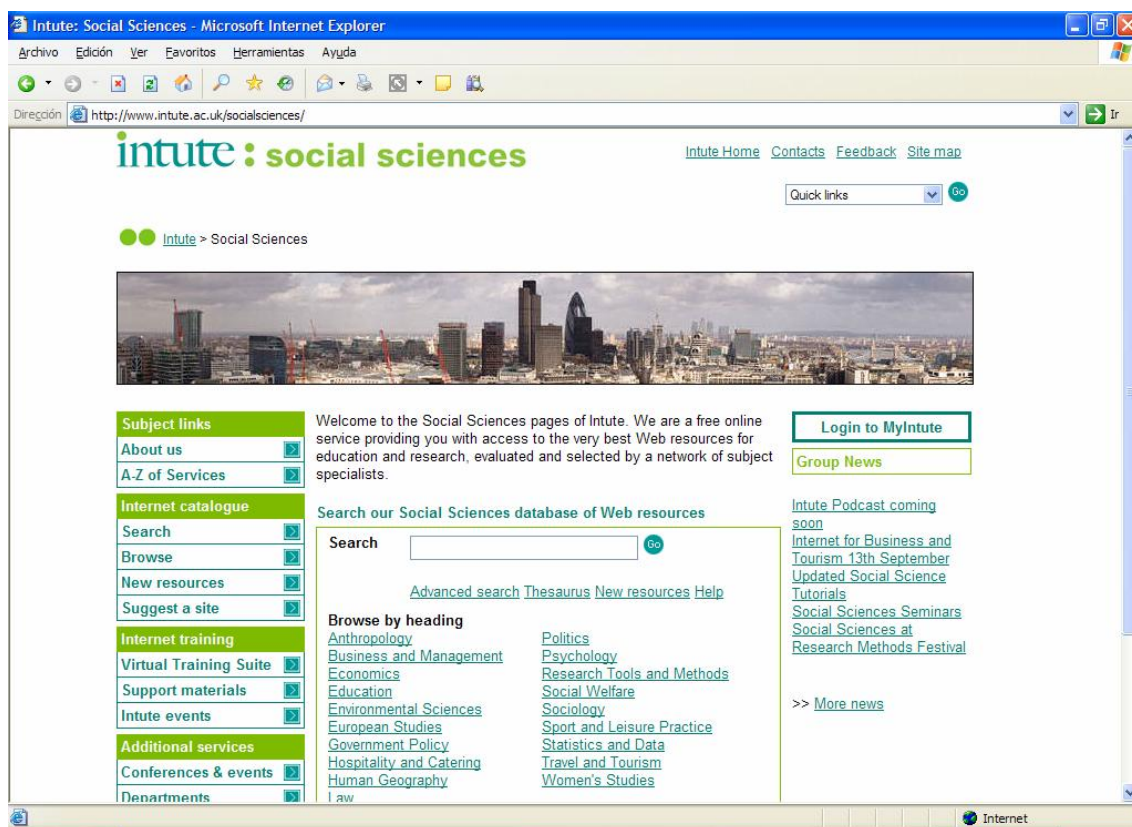 Intute: Social Sciences - Microsoft Internet Explorer
Archivo Edición Ver Favoritos Herramientas Ayuda
Dirección http://www.intute.ac.uk/socialsciences/ Ir
intute: social sciences
Intute Home Contacts Feedback Site map
Quick links Go
Intute > Social Sciences
Subject links
About us
A-Z of Services
Internet catalogue
Search
Browse
New resources
Suggest a site
Internet training
Virtual Training Suite
Support materials
Intute events
Additional services
Conferences & events
Departments
Welcome to the Social Sciences pages of Intute. We are a free online
service providing you with access to the very best Web resources for
education and research, evaluated and selected by a network of subject
specialists.
Search our Social Sciences database of Web resources
Search Go
Advanced search Thesaurus New resources Help
Browse by heading
Anthropology
Business and Management
Economics
Education
Environmental Sciences
European Studies
Government Policy
Hospitality and Catering
Human Geography
Law
Politics
Psychology
Research Tools and Methods
Social Welfare
Sociology
Sport and Leisure Practice
Statistics and Data
Travel and Tourism
Women's Studies
Login to MyIntute
Group News
Intute Podcast coming
soon
Internet for Business and
Tourism 13th September
Updated Social Science
Tutorials
Social Sciences Seminars
Social Sciences at
Research Methods Festival
>> More news
Internet